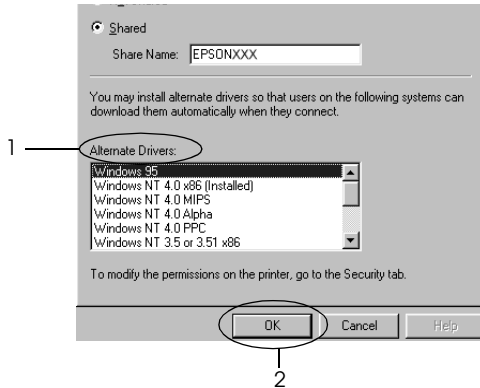 Shared
Share Name: EPSONXXX
You may install alternate drivers so that users on the following systems can
download them automatically when they connect.
1
Alternate Drivers:
Windows 95
Windows NT 4.0 x86 (Installed)
Windows NT 4.0 MIPS
Windows NT 4.0 Alpha
Windows NT 4.0 PPC
Windows NT 3.5 or 3.51 x86
To modify the permissions on the printer, go to the Security tab.
OK Cancel Help
2